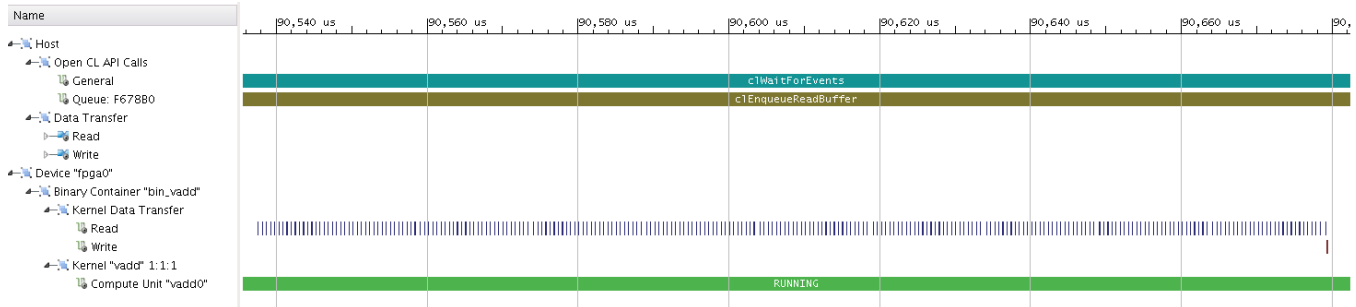 Name
90,540 us 90,560 us 90,580 us 90,600 us 90,620 us 90,640 us 90,660 us 90,
Host
Open CL API Calls
General clWaitForEvents
Queue: F678B0 clEnqueueReadBuffer
Data Transfer
Read
Write
Device "fpga0"
Binary Container "bin_vadd"
Kernel Data Transfer
Read
Write
Kernel "vadd" 1:1:1
Compute Unit "vadd0" RUNNING